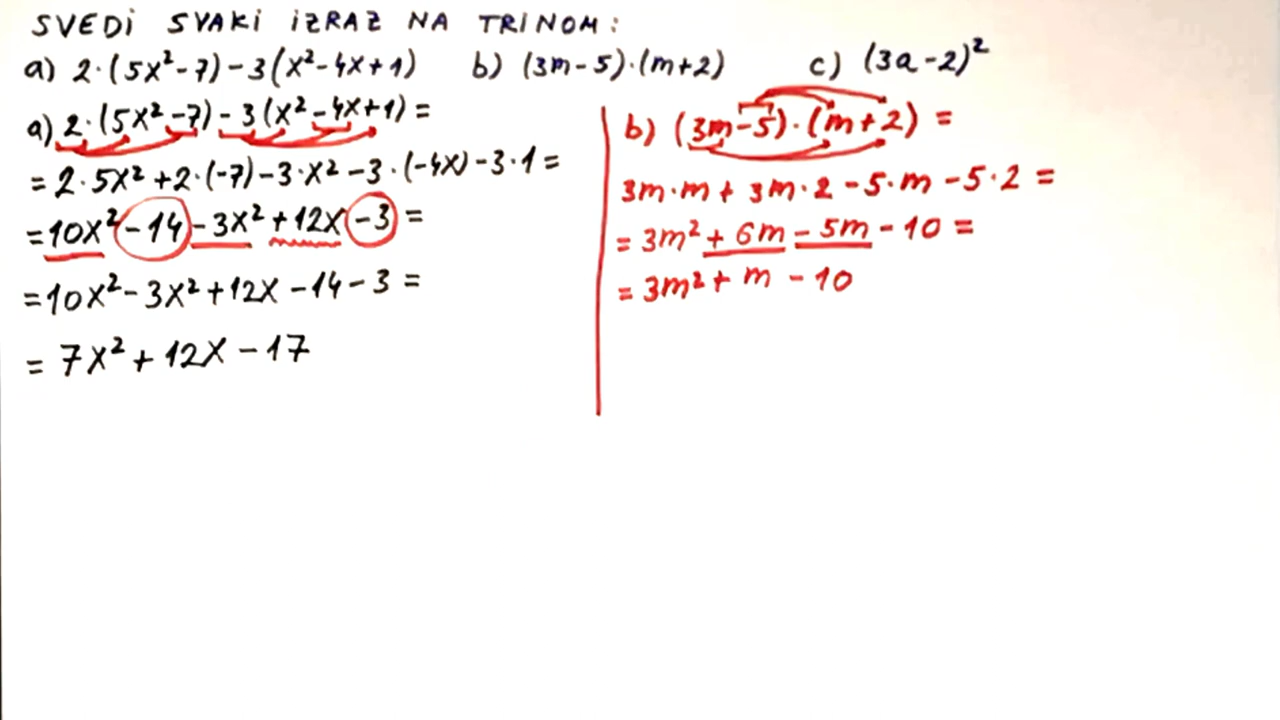 SVEDi SVAKi iZRAZ NA TRINOM:
a) 2·(5x²-7)-3(x²-4x+1) b) (3m-5)·(m+2) c) (3a-2)²
a) 2·(5x²-7)-3(x²-4x+1)=
=2·5x²+2·(-7)-3·x²-3·(-4x)-3·1=
=10x²-14-3x²+12x-3=
=10x²-3x²+12x-14-3=
=7x²+12x-17
b) (3m-5)·(m+2)=
3m·m+3m·2-5·m-5·2=
=3m²+6m-5m-10=
=3m²+m-10